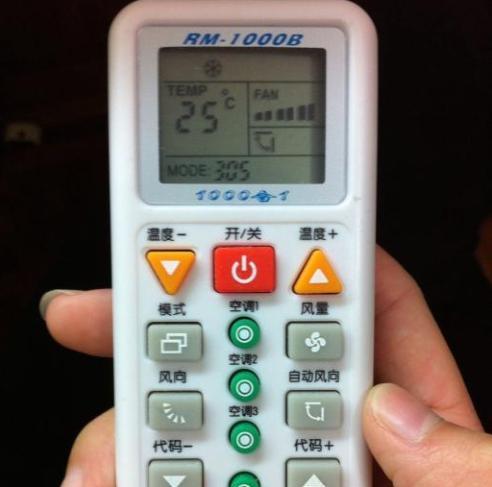 RM-1000B
TEMP
25°C
FAN
MODE: 305
1000合1
温度- 开/关 温度+
模式 空调1 风量
空调2
风向 自动风向
空调3
代码- 代码+